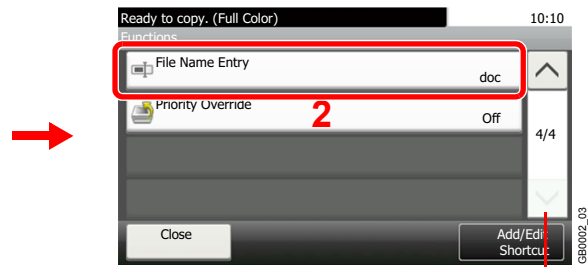 Ready to copy. (Full Color)
10:10
Functions
File Name Entry
doc
Priority Override
2
Off
4/4
Close
Add/Edit
Shortcut
GB0002_03